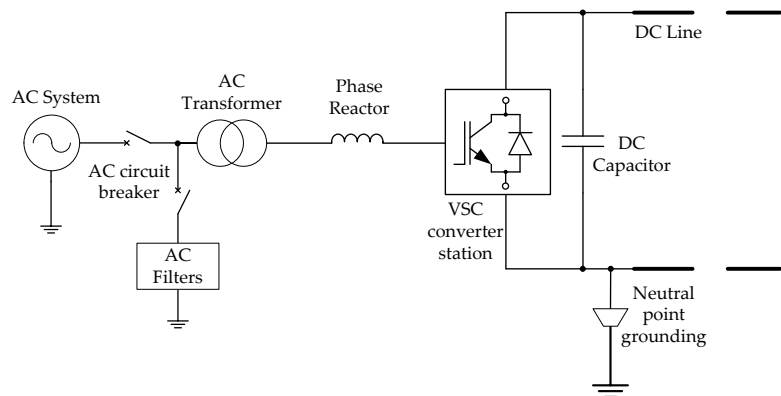 DC Line
AC
Transformer
Phase
Reactor
AC System
AC circuit
breaker
DC
Capacitor
VSC
converter
station
AC
Filters
Neutral
point
grounding